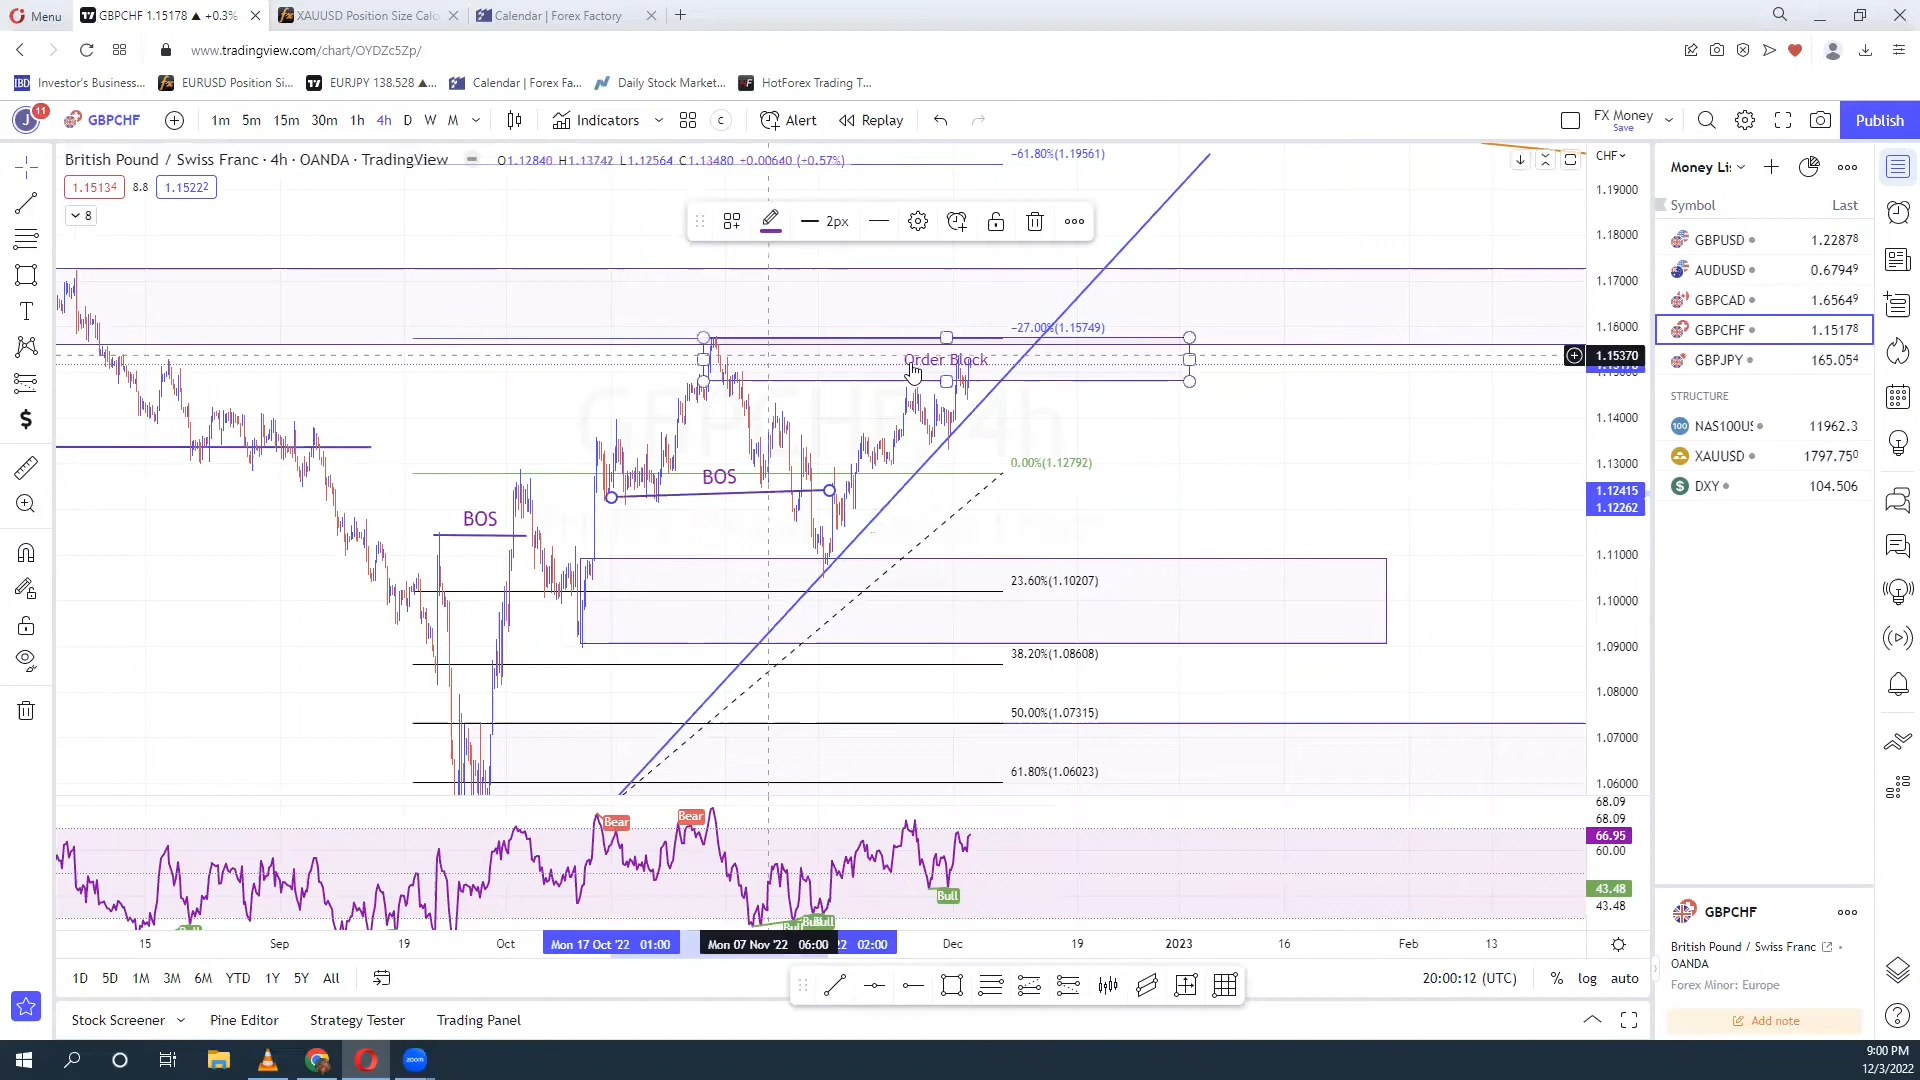 Menu
GBPCHF 1.15178 ▲ +0.3%
XAUUSD Position Size Calc
Calendar | Forex Factory
www.tradingview.com/chart/OYDZc5Zp/
IBD Investor's Business...
EURUSD Position Si...
EURJPY 138.528 ▲...
Calendar | Forex Fa...
Daily Stock Market...
HotForex Trading T...
J 11 GBPCHF 1m 5m 15m 30m 1h 4h D W M Indicators C Alert Replay
FX Money
Save
Publish
British Pound / Swiss Franc · 4h · OANDA · TradingView O1.12840 H1.13742 L1.12564 C1.13480 +0.00640 (+0.57%)
1.15134 8.8 1.15222
8
2px
-61.80%(1.19561)
-27.00%(1.15749)
Order Block
0.00%(1.12792)
BOS
BOS
23.60%(1.10207)
38.20%(1.08608)
50.00%(1.07315)
61.80%(1.06023)
GBPCHF, 4h
CHF
1.19000
1.18000
1.17000
1.16000
1.15370
1.14000
1.13000
1.12415
1.12262
1.11000
1.10000
1.09000
1.08000
1.07000
1.06000
Bear
Bear
Bull
68.09
68.09
66.95
60.00
43.48
43.48
15 Sep 19 Oct Mon 17 Oct '22 01:00 Mon 07 Nov '22 06:00 22 02:00 Dec 19 2023 16 Feb 13
1D 5D 1M 3M 6M YTD 1Y 5Y All
20:00:12 (UTC) % log auto
Stock Screener Pine Editor Strategy Tester Trading Panel
Money Li
Symbol Last
GBPUSD 1.22878
AUDUSD 0.67949
GBPCAD 1.65649
GBPCHF 1.15178
GBPJPY 165.054
STRUCTURE
NAS100U 11962.3
XAUUSD 1797.750
DXY 104.506
GBPCHF
British Pound / Swiss Franc
OANDA
Forex Minor: Europe
Add note
zoom
9:00 PM
12/3/2022